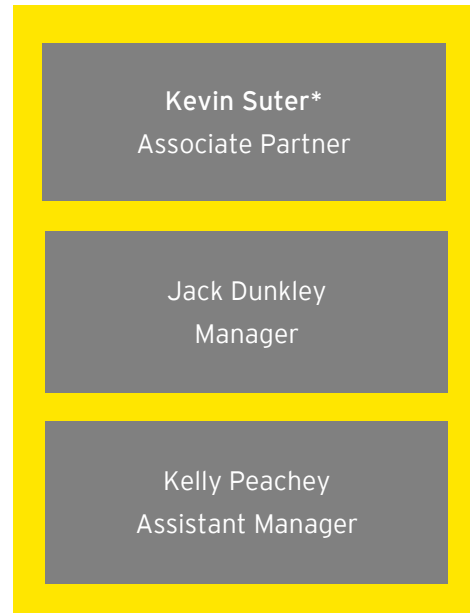 Kevin Suter*
Associate Partner
Jack Dunkley
Manager
Kelly Peachey
Assistant Manager